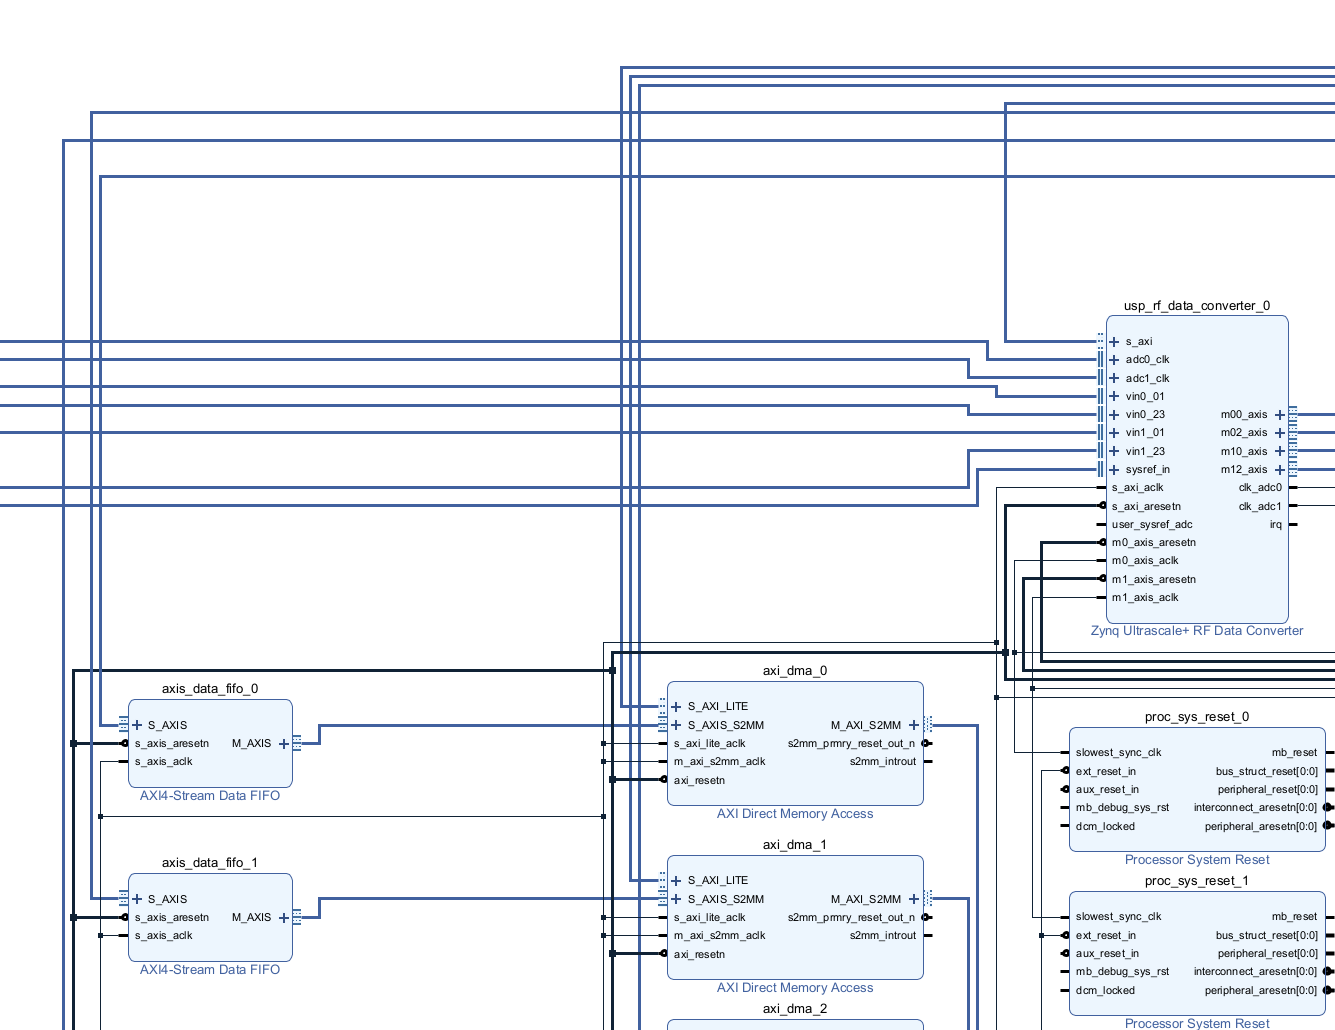 usp_rf_data_converter_0
s_axi
adc0_clk
adc1_clk
vin0_01
vin0_23 m00_axis
vin1_01 m02_axis
vin1_23 m10_axis
sysref_in m12_axis
s_axi_aclk clk_adc0
s_axi_aresetn clk_adc1
user_sysref_adc irq
m0_axis_aresetn
m0_axis_aclk
m1_axis_aresetn
m1_axis_aclk
Zynq Ultrascale+ RF Data Converter
axis_data_fifo_0
S_AXIS
s_axis_aresetn M_AXIS
s_axis_aclk
AXI4-Stream Data FIFO
axi_dma_0
S_AXI_LITE
S_AXIS_S2MM M_AXI_S2MM
s_axi_lite_aclk s2mm_prmry_reset_out_n
m_axi_s2mm_aclk s2mm_introut
axi_resetn
AXI Direct Memory Access
proc_sys_reset_0
slowest_sync_clk mb_reset
ext_reset_in bus_struct_reset[0:0]
aux_reset_in peripheral_reset[0:0]
mb_debug_sys_rst interconnect_aresetn[0:0]
dcm_locked peripheral_aresetn[0:0]
Processor System Reset
axis_data_fifo_1
S_AXIS
s_axis_aresetn M_AXIS
s_axis_aclk
AXI4-Stream Data FIFO
axi_dma_1
S_AXI_LITE
S_AXIS_S2MM M_AXI_S2MM
s_axi_lite_aclk s2mm_prmry_reset_out_n
m_axi_s2mm_aclk s2mm_introut
axi_resetn
AXI Direct Memory Access
proc_sys_reset_1
slowest_sync_clk mb_reset
ext_reset_in bus_struct_reset[0:0]
aux_reset_in peripheral_reset[0:0]
mb_debug_sys_rst interconnect_aresetn[0:0]
dcm_locked peripheral_aresetn[0:0]
Processor System Reset
axi_dma_2